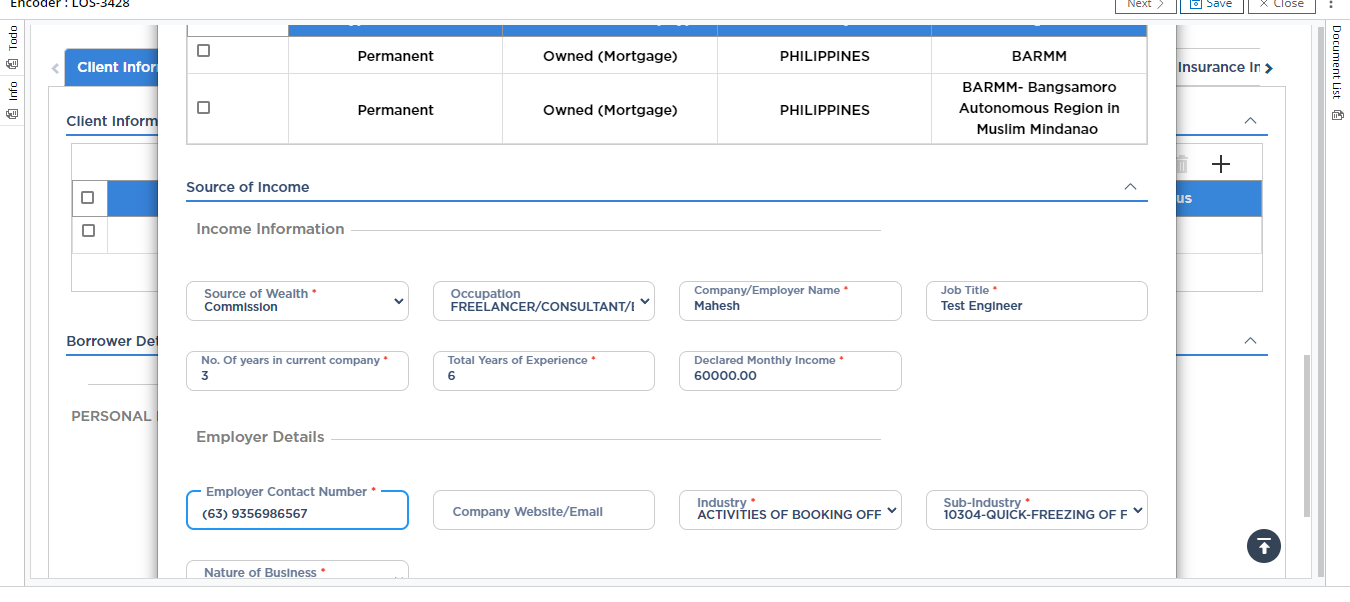 Encoder : LOS-3428
Next
Save
Close
Todo
Info
Document List
Client Infor
Insurance In
Permanent
Owned (Mortgage)
PHILIPPINES
BARMM
Permanent
Owned (Mortgage)
PHILIPPINES
BARMM- Bangsamoro
Autonomous Region in
Muslim Mindanao
Client Inform
us
Source of Income
Income Information
Source of Wealth *
Commission
Occupation
FREELANCER/CONSULTANT/
Company/Employer Name *
Mahesh
Job Title *
Test Engineer
Borrower Det
No. Of years in current company *
3
Total Years of Experience *
6
Declared Monthly Income *
60000.00
PERSONAL
Employer Details
Employer Contact Number *
(63) 9356986567
Company Website/Email
Industry *
ACTIVITIES OF BOOKING OFF
Sub-Industry *
10304-QUICK-FREEZING OF F
Nature of Business *